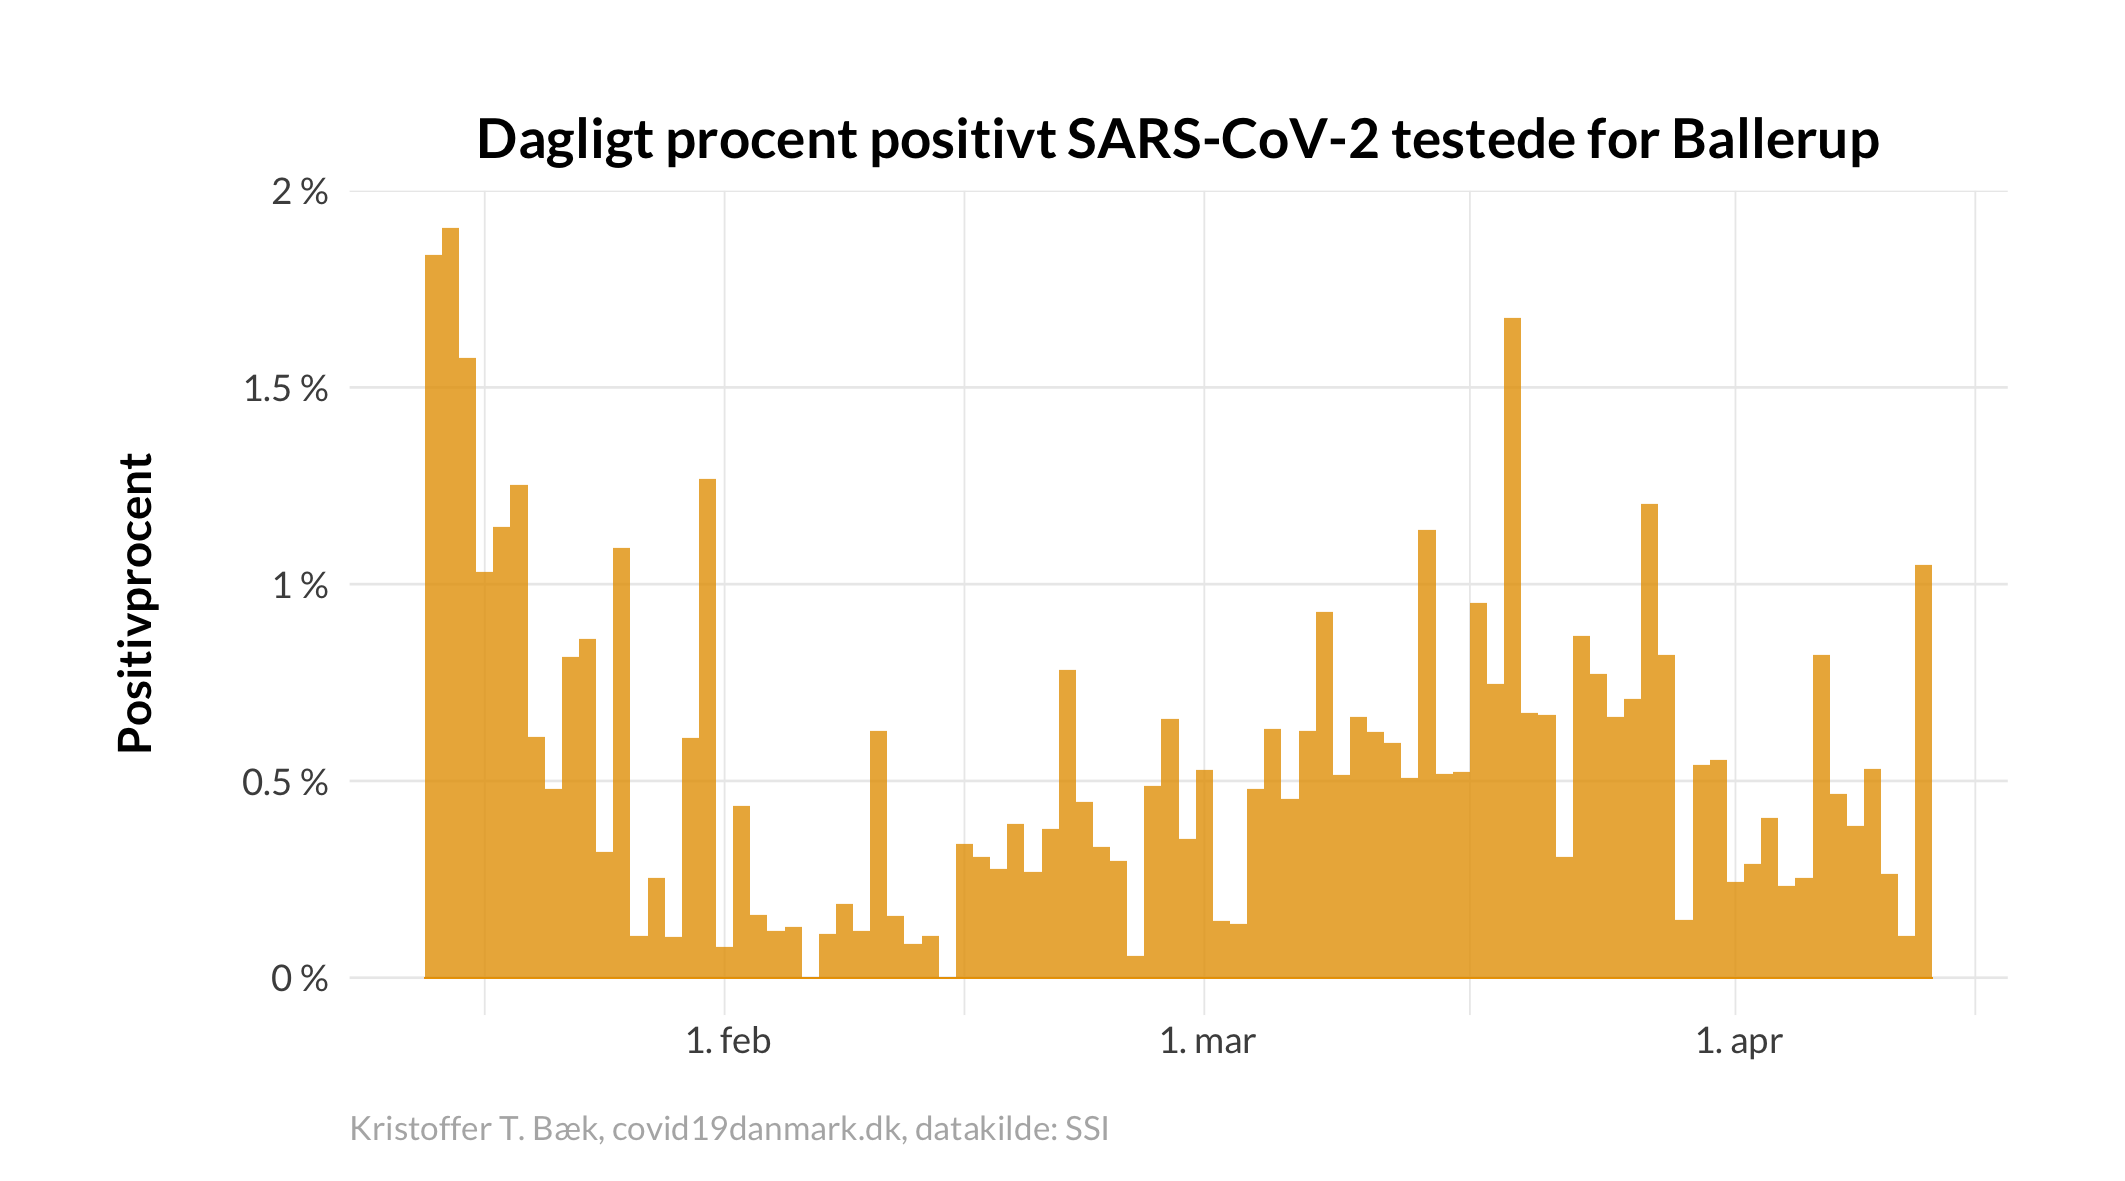 Dagligt procent positivt SARS-CoV-2 testede for Ballerup
Positivprocent
2 %
1.5 %
1 %
0.5 %
0 %
1. feb
1. mar
1. apr
Kristoffer T. Bæk, covid19danmark.dk, datakilde: SSI